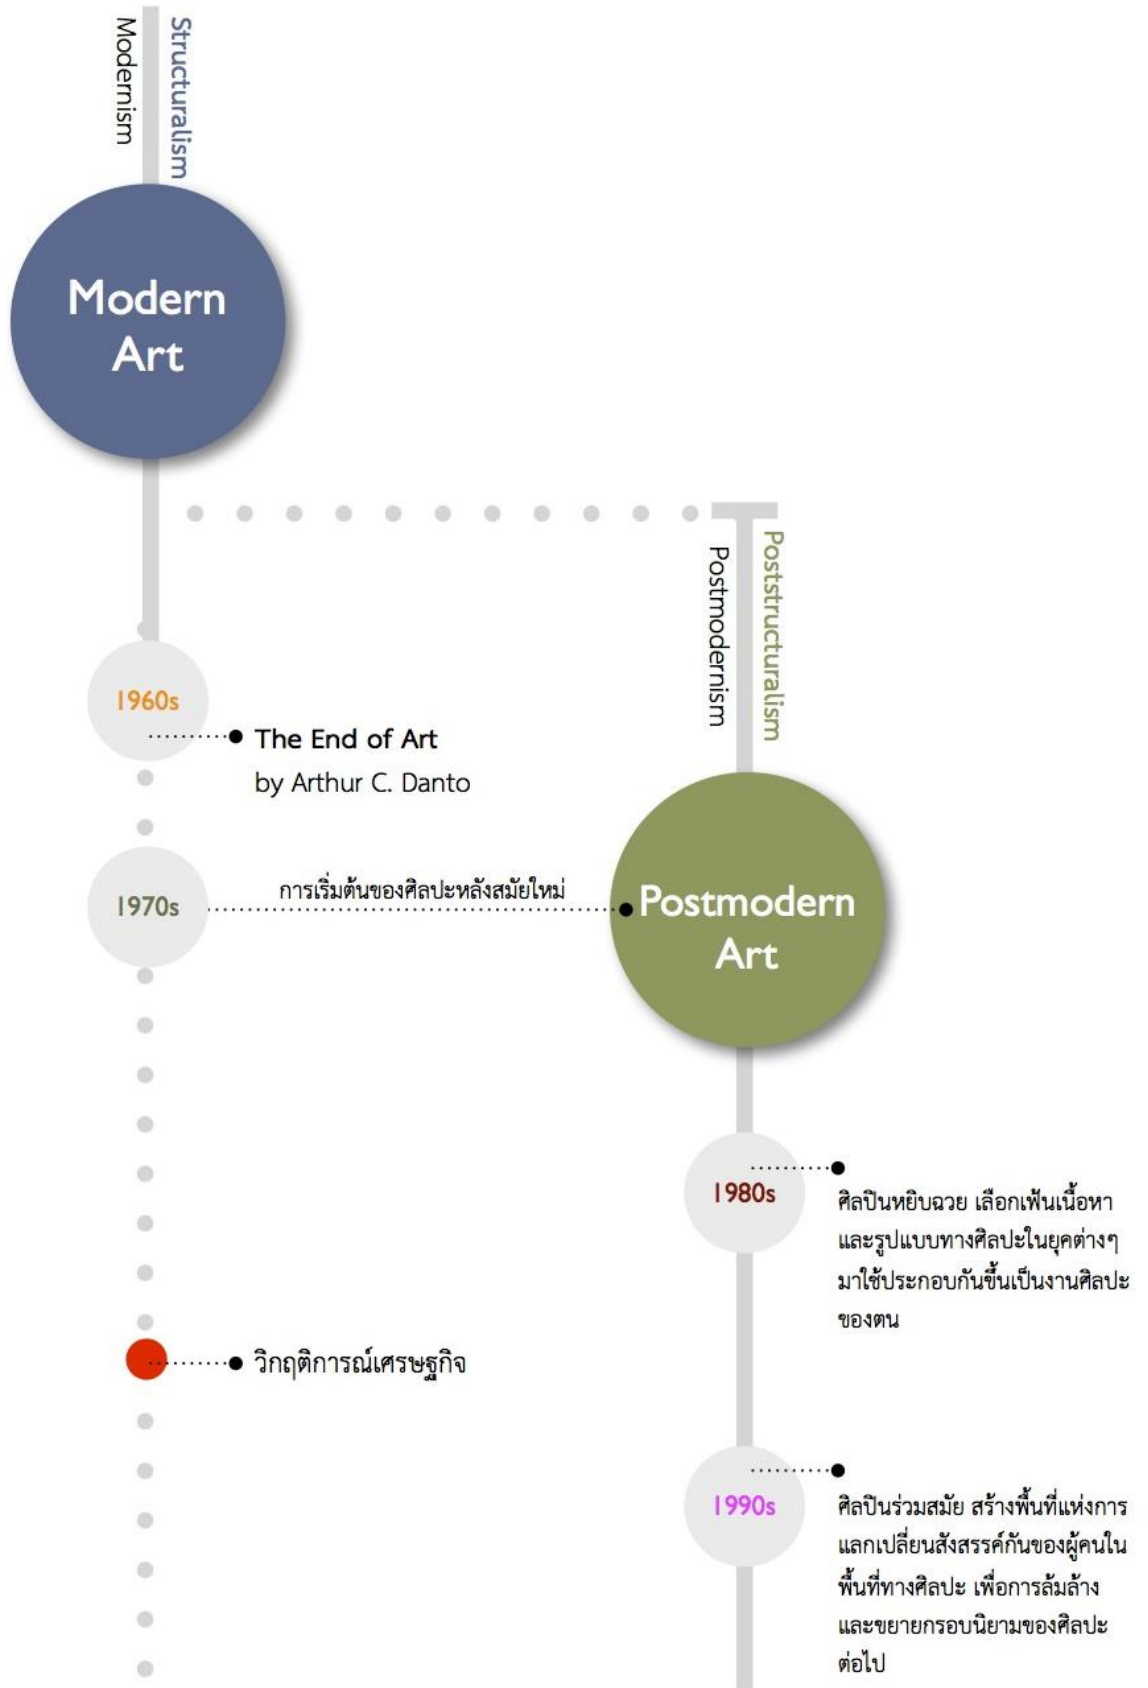 Structuralism
Modernism
Modern
Art
Poststructuralism
Postmodernism
1960s
The End of Art
by Arthur C. Danto
1970s
การเริ่มต้นของศิลปะหลังสมัยใหม่
Postmodern
Art
1980s
ศิลปินหยิบฉวย เลือกเฟ้นเนื้อหา
และรูปแบบทางศิลปะในยุคต่างๆ
มาใช้ประกอบกันขึ้นเป็นงานศิลปะ
ของตน
วิกฤติการณ์เศรษฐกิจ
1990s
ศิลปินร่วมสมัย สร้างพื้นที่แห่งการ
แลกเปลี่ยนสังสรรค์กันของผู้คนใน
พื้นที่ทางศิลปะ เพื่อการล้มล้าง
และขยายกรอบนิยามของศิลปะ
ต่อไป